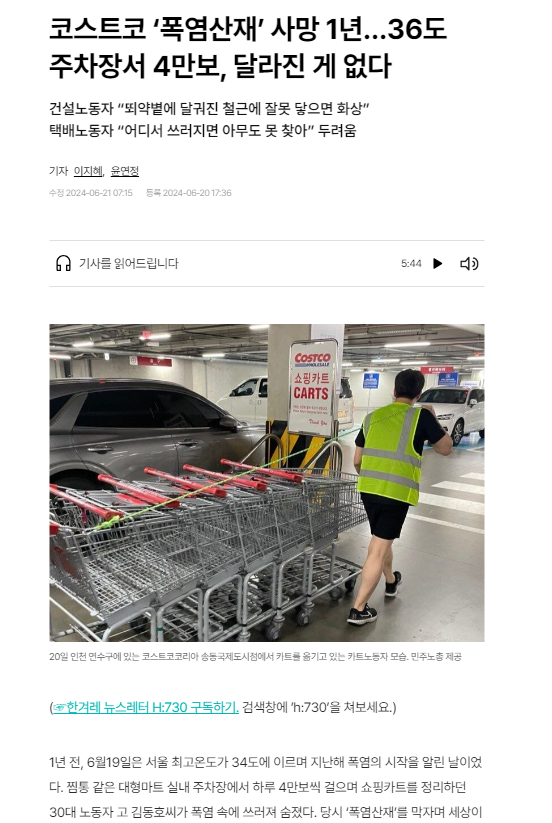 코스트코 ‘폭염산재’ 사망 1년…36도
주차장서 4만보, 달라진 게 없다
건설노동자 “뙤약볕에 달궈진 철근에 잘못 닿으면 화상”
택배노동자 “어디서 쓰러지면 아무도 못 찾아” 두려움
기자 이지혜, 윤연정
수정 2024-06-21 07:15 등록 2024-06-20 17:36
기사를 읽어드립니다 5:44
COSTCO
WHOLESALE
쇼핑카트
CARTS
Thank You
20일 인천 연수구에 있는 코스트코코리아 송동국제도시점에서 카트를 옮기고 있는 카트노동자 모습. 민주노총 제공
(☞한겨레 뉴스레터 H:730 구독하기. 검색창에 ‘h:730’을 쳐보세요.)
1년 전, 6월19일은 서울 최고온도가 34도에 이르며 지난해 폭염의 시작을 알린 날이었
다. 찜통 같은 대형마트 실내 주차장에서 하루 4만보씩 걸으며 쇼핑카트를 정리하던
30대 노동자 고 김동호씨가 폭염 속에 쓰러져 숨졌다. 당시 ‘폭염산재’를 막자며 세상이